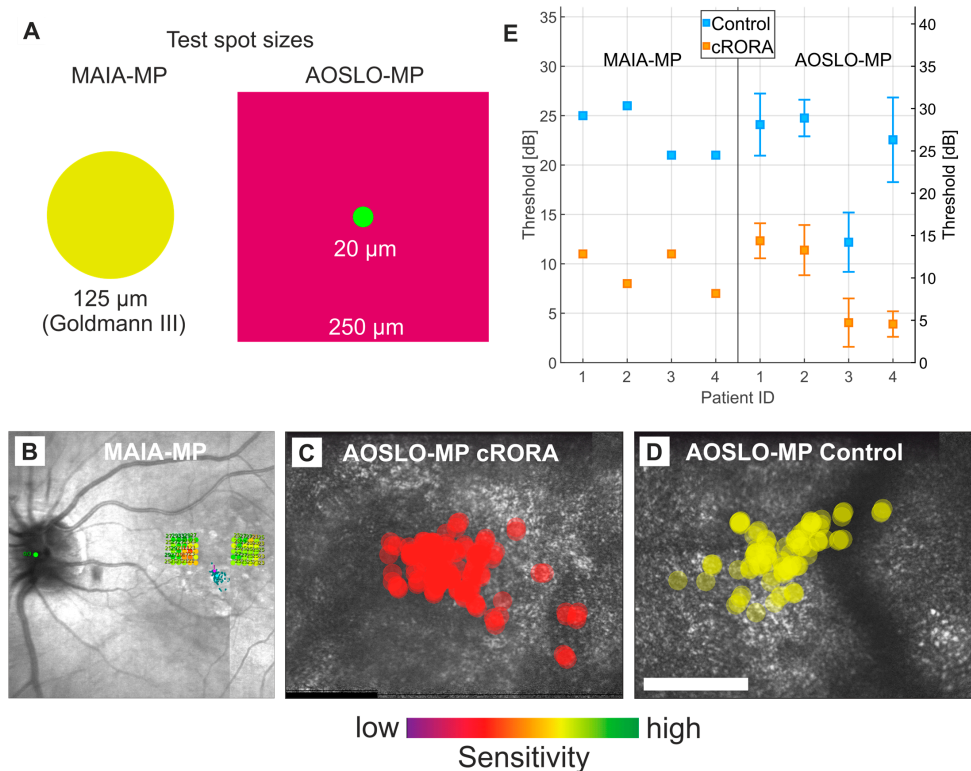 A
Test spot sizes
MAIA-MP
AOSLO-MP
20 µm
125 µm
(Goldmann III)
250 µm
E
Control
cRORA
MAIA-MP
AOSLO-MP
Threshold [dB]
35
30
25
20
15
10
5
0
40
35
30
25
20
15
10
5
0
Threshold [dB]
1 2 3 4 1 2 3 4
Patient ID
B
MAIA-MP
C
AOSLO-MP cRORA
D
AOSLO-MP Control
low
high
Sensitivity